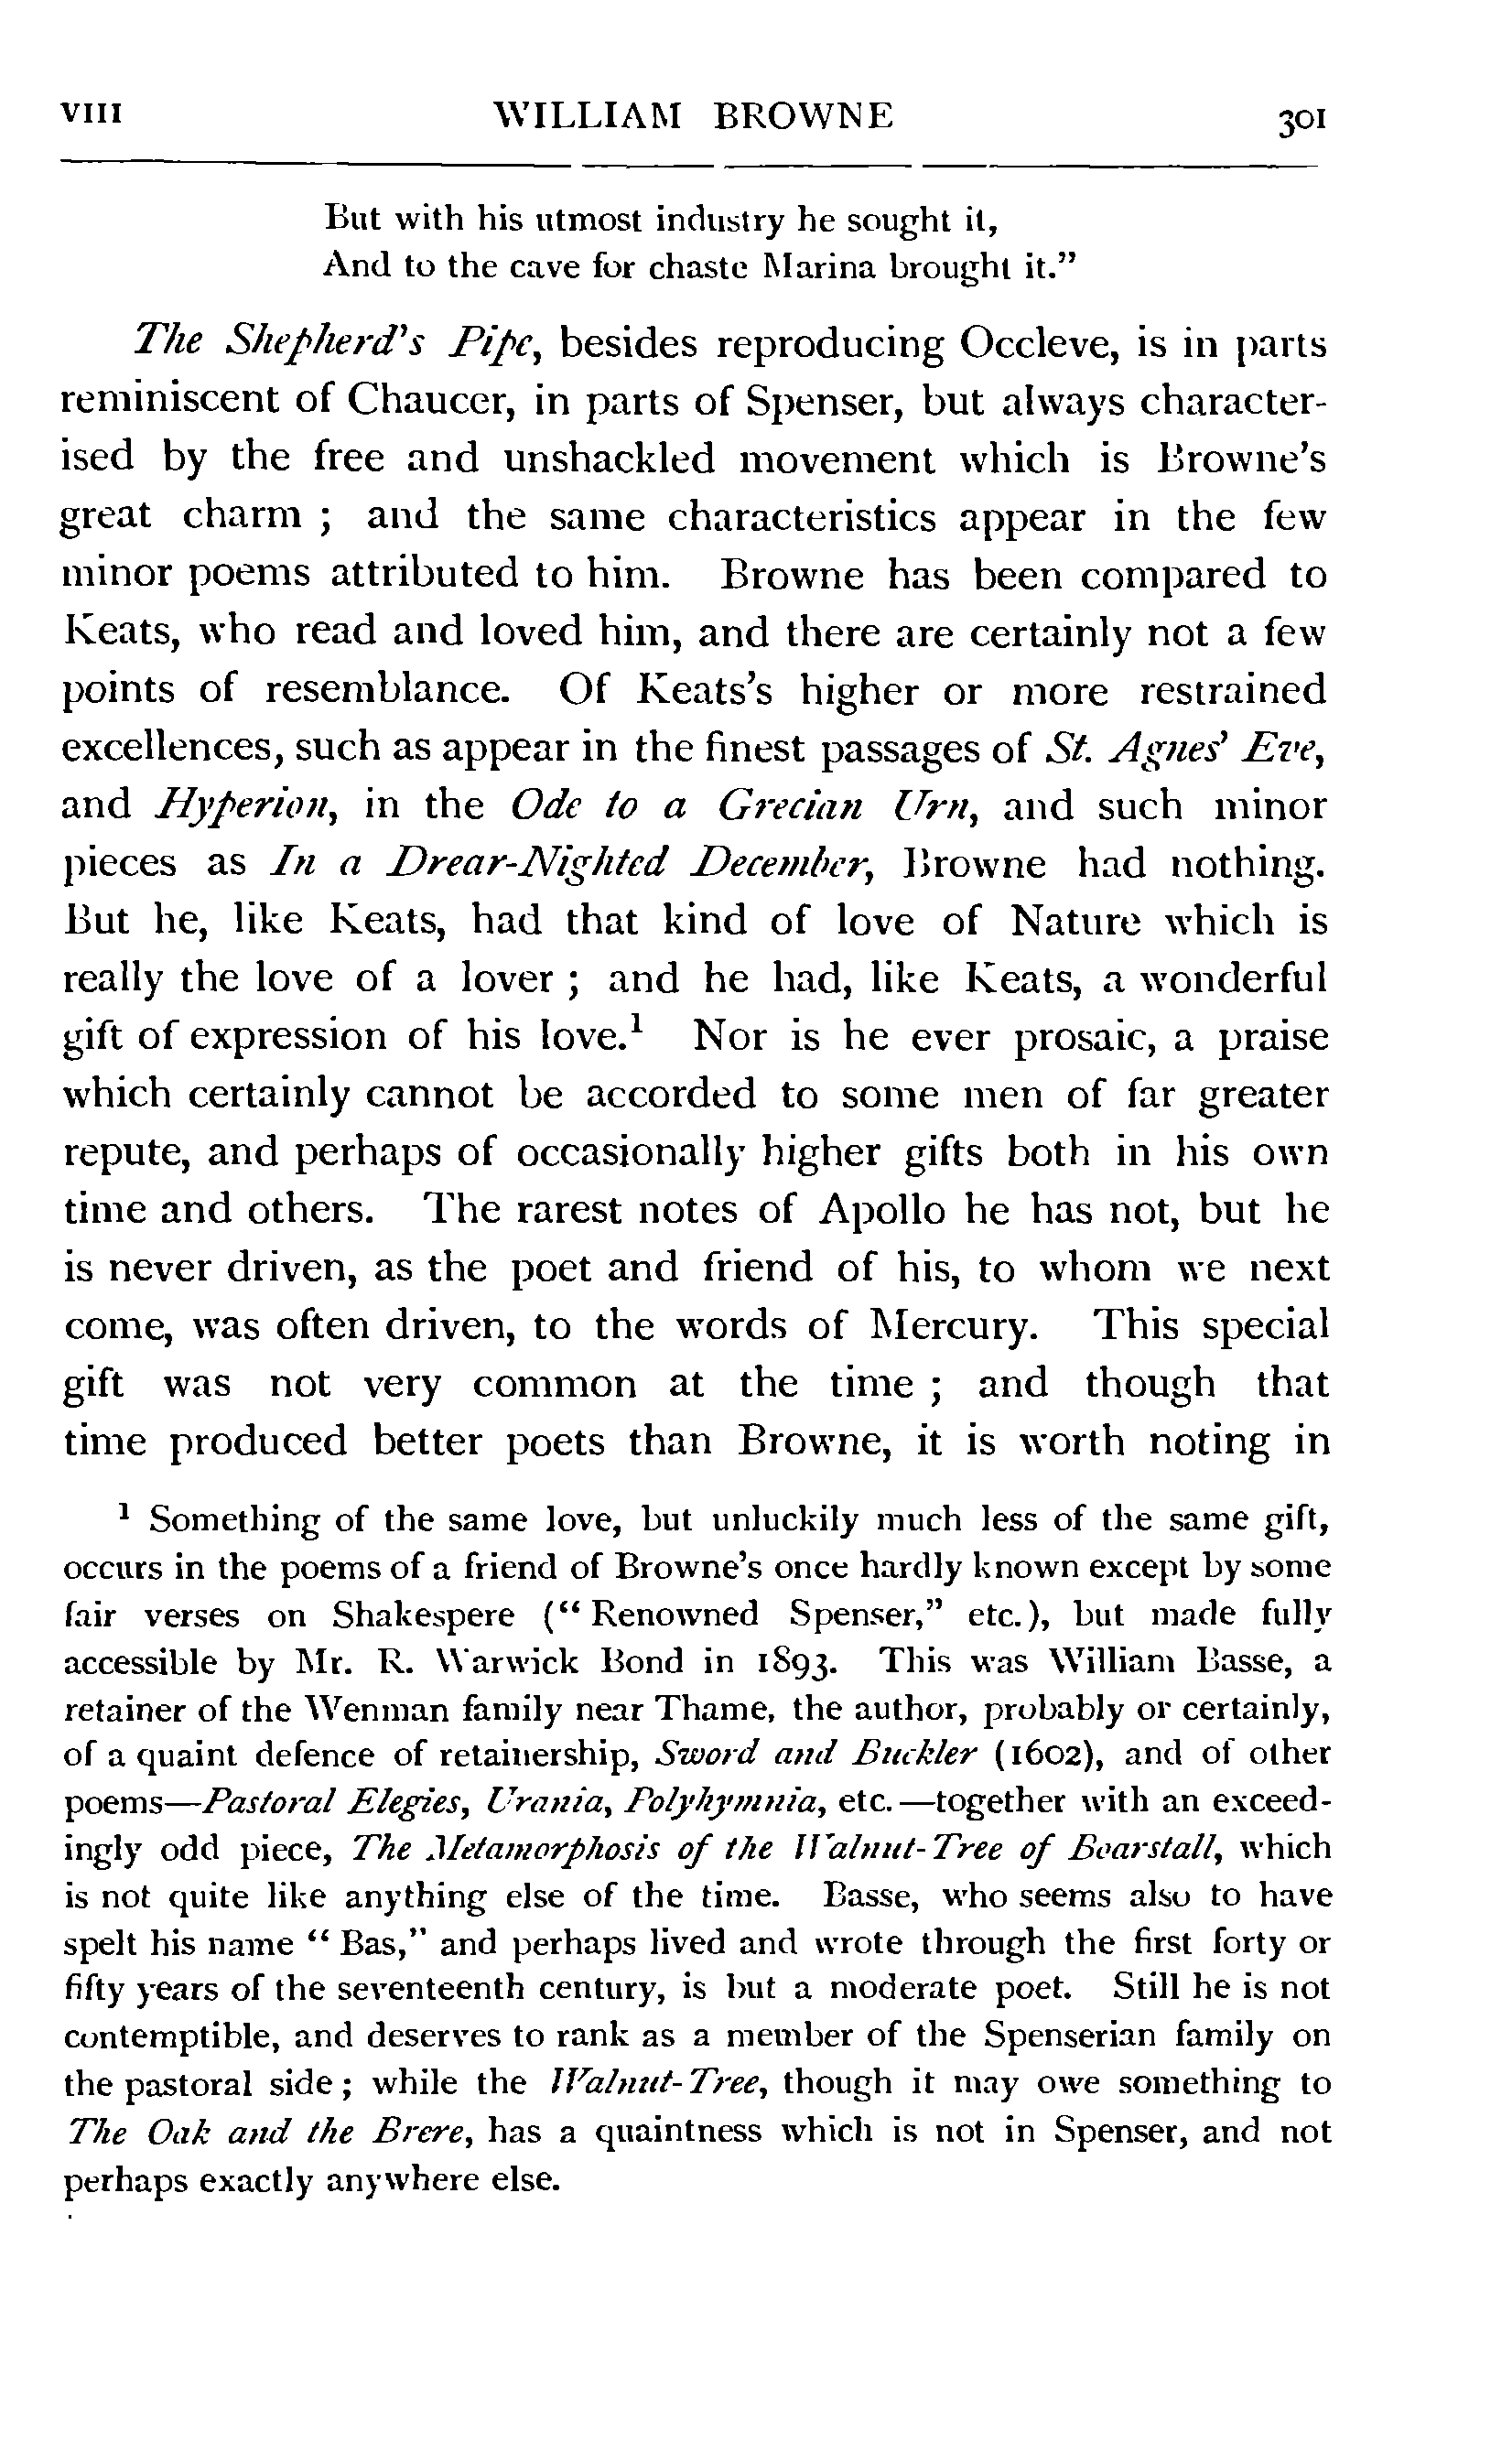 VIII WILLIAM BROWNE 301
But with his utmost industry he sought it,
And to the cave for chaste Marina brought it.”
The Shepherd's Pipe, besides reproducing Occleve, is in parts
reminiscent of Chaucer, in parts of Spenser, but always character-
ised by the free and unshackled movement which is Browne's
great charm ; and the same characteristics appear in the few
minor poems attributed to him. Browne has been compared to
Keats, who read and loved him, and there are certainly not a few
points of resemblance. Of Keats's higher or more restrained
excellences, such as appear in the finest passages of St. Agnes' Eve,
and Hyperion, in the Ode to a Grecian Urn, and such minor
pieces as In a Drear-Nighted December, Browne had nothing.
But he, like Keats, had that kind of love of Nature which is
really the love of a lover ; and he had, like Keats, a wonderful
gift of expression of his love.¹ Nor is he ever prosaic, a praise
which certainly cannot be accorded to some men of far greater
repute, and perhaps of occasionally higher gifts both in his own
time and others. The rarest notes of Apollo he has not, but he
is never driven, as the poet and friend of his, to whom we next
come, was often driven, to the words of Mercury. This special
gift was not very common at the time ; and though that
time produced better poets than Browne, it is worth noting in
¹ Something of the same love, but unluckily much less of the same gift,
occurs in the poems of a friend of Browne's once hardly known except by some
fair verses on Shakespere (“ Renowned Spenser,” etc.), but made fully
accessible by Mr. R. Warwick Bond in 1893. This was William Basse, a
retainer of the Wenman family near Thame, the author, probably or certainly,
of a quaint defence of retainership, Sword and Buckler (1602), and of other
poems—Pastoral Elegies, Urania, Polyhymnia, etc.—together with an exceed-
ingly odd piece, The Metamorphosis of the Walnut-Tree of Boarstall, which
is not quite like anything else of the time. Basse, who seems also to have
spelt his name “ Bas,” and perhaps lived and wrote through the first forty or
fifty years of the seventeenth century, is but a moderate poet. Still he is not
contemptible, and deserves to rank as a member of the Spenserian family on
the pastoral side ; while the Walnut-Tree, though it may owe something to
The Oak and the Brere, has a quaintness which is not in Spenser, and not
perhaps exactly anywhere else.